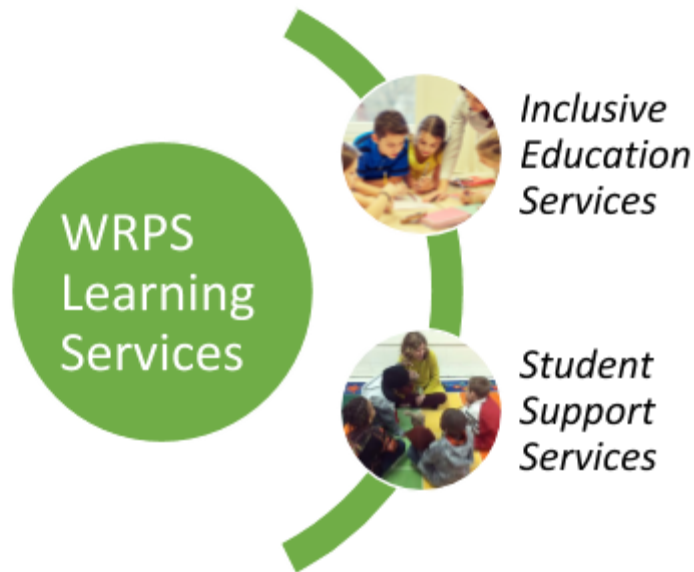 WRPS
Learning
Services
Inclusive
Education
Services
Student
Support
Services